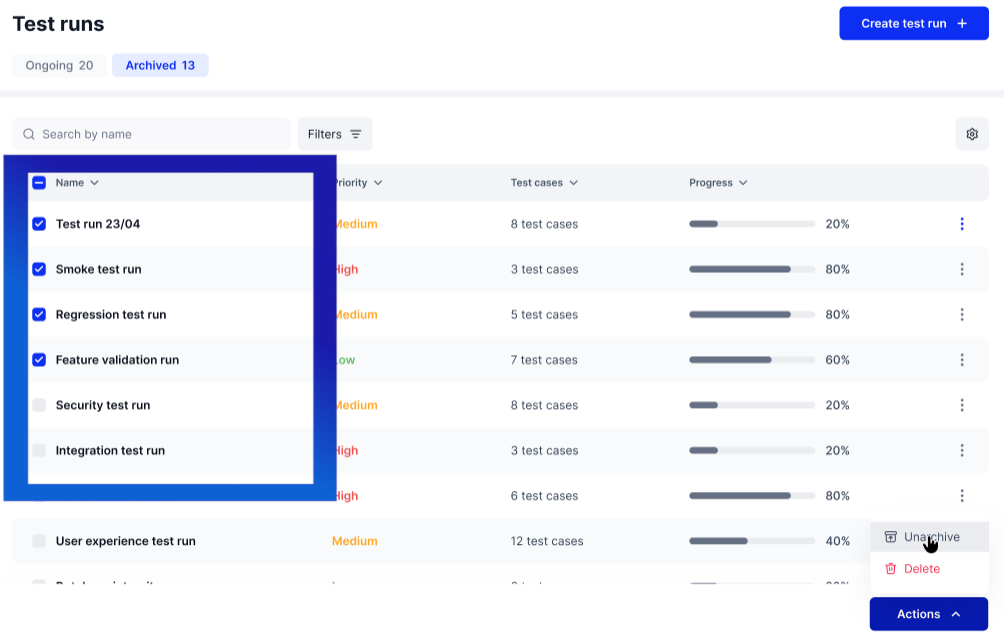 Test runs
Create test run
Ongoing 20
Archived 13
Search by name
Filters
Name Priority Test cases Progress
Test run 23/04 Medium 8 test cases 20%
Smoke test run High 3 test cases 80%
Regression test run Medium 5 test cases 80%
Feature validation run Low 7 test cases 60%
Security test run Medium 8 test cases 20%
Integration test run High 3 test cases 20%
High 6 test cases 80%
User experience test run Medium 12 test cases 40%
Unarchive
Delete
Actions